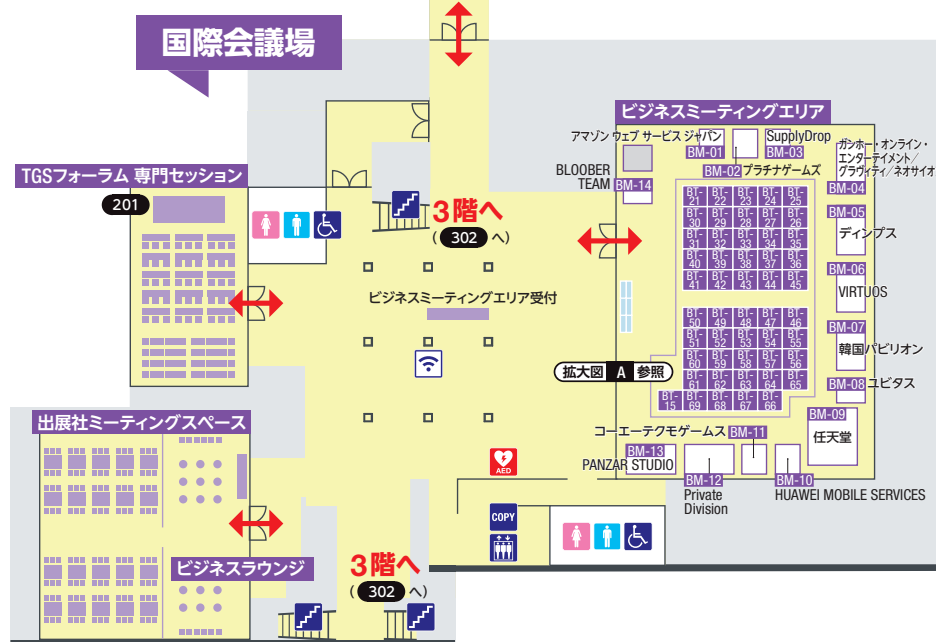 国際会議場
ビジネスミーティングエリア
アマゾン ウェブ サービス ジャパン
BM-01
SupplyDrop
BM-03
BM-02
プラチナゲームズ
ガンホー・オンライン・
エンターテイメント/
グラヴィティ/ネオサイオン
BM-04
BLOOBER
TEAM
BM-14
TGSフォーラム 専門セッション
201
3階へ
(302へ)
BM-05
ディンプス
BM-06
VIRTUOS
BM-07
韓国パビリオン
BM-08
ユビタス
BM-09
任天堂
BT-21 BT-22 BT-23 BT-24 BT-25
BT-30 BT-29 BT-28 BT-27 BT-26
BT-31 BT-32 BT-33 BT-34 BT-35
BT-40 BT-39 BT-38 BT-37 BT-36
BT-41 BT-42 BT-43 BT-44 BT-45
BT-50 BT-49 BT-48 BT-47 BT-46
BT-51 BT-52 BT-53 BT-54 BT-55
BT-60 BT-59 BT-58 BT-57 BT-56
BT-61 BT-62 BT-63 BT-64 BT-65
BT-15 BT-69 BT-68 BT-67 BT-66
ビジネスミーティングエリア受付
拡大図 A 参照
コーエーテクモゲームス
BM-11
BM-13
PANZAR STUDIO
BM-12
Private
Division
BM-10
HUAWEI MOBILE SERVICES
出展社ミーティングスペース
AED
COPY
ビジネスラウンジ
3階へ
(302へ)